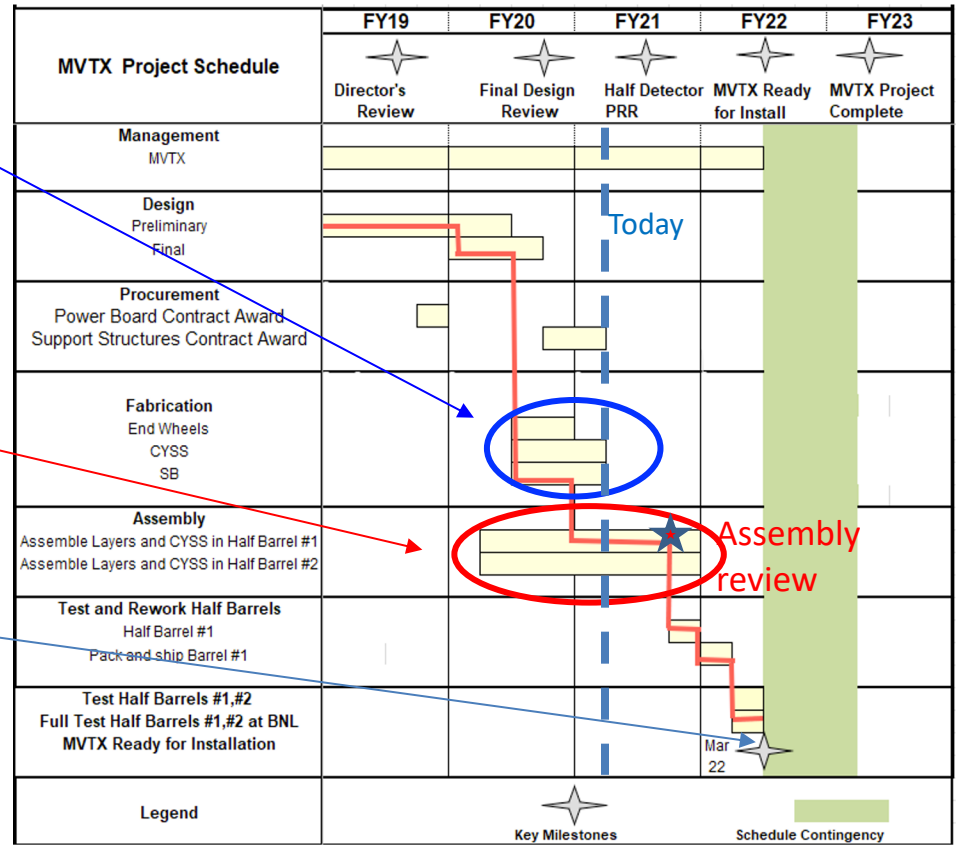 FY19 FY20 FY21 FY22 FY23
MVTX Project Schedule
Director's Review
Final Design Review
Half Detector PRR
MVTX Ready for Install
MVTX Project Complete
Management
MVTX
Today
Design
Preliminary
Final
Procurement
Power Board Contract Award
Support Structures Contract Award
Fabrication
End Wheels
CYSS
SB
Assembly
Assemble Layers and CYSS in Half Barrel #1
Assemble Layers and CYSS in Half Barrel #2
Assembly
review
Test and Rework Half Barrels
Half Barrel #1
Pack and ship Barrel #1
Test Half Barrels #1,#2
Full Test Half Barrels #1,#2 at BNL
MVTX Ready for Installation
Mar
22
Legend
Key Milestones
Schedule Contingency